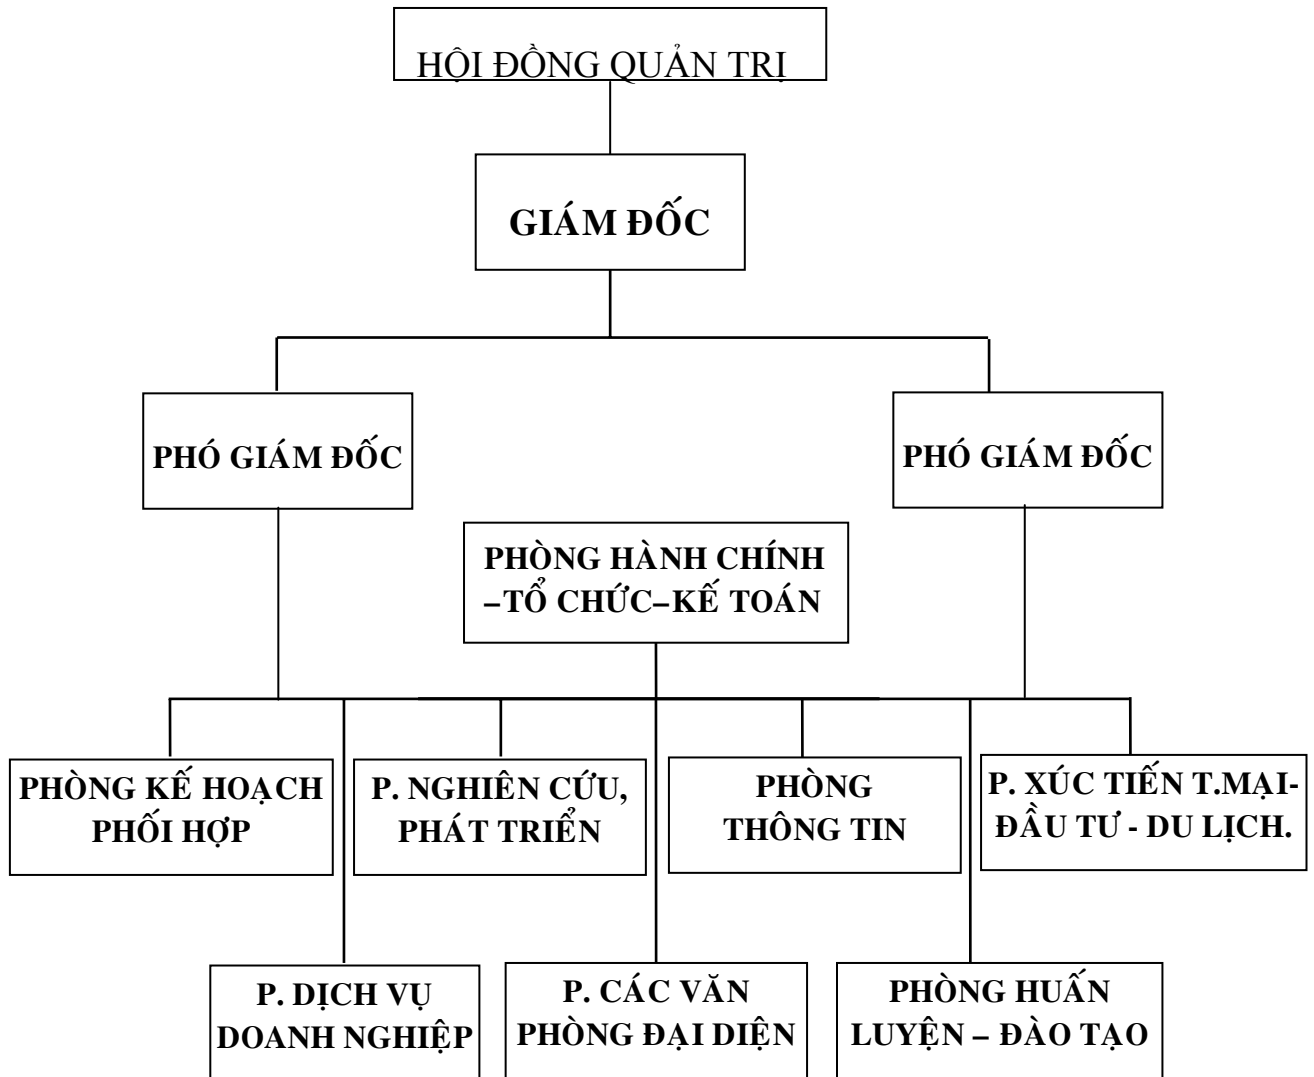 HỘI ĐỒNG QUẢN TRỊ
GIÁM ĐỐC
PHÓ GIÁM ĐỐC
PHÓ GIÁM ĐỐC
PHÒNG HÀNH CHÍNH
–TỔ CHỨC–KẾ TOÁN
PHÒNG KẾ HOẠCH
PHỐI HỢP
P. NGHIÊN CỨU,
PHÁT TRIỂN
PHÒNG
THÔNG TIN
P. XÚC TIẾN T.MẠI-
ĐẦU TƯ - DU LỊCH.
P. DỊCH VỤ
DOANH NGHIỆP
P. CÁC VĂN
PHÒNG ĐẠI DIỆN
PHÒNG HUẤN
LUYỆN – ĐÀO TẠO